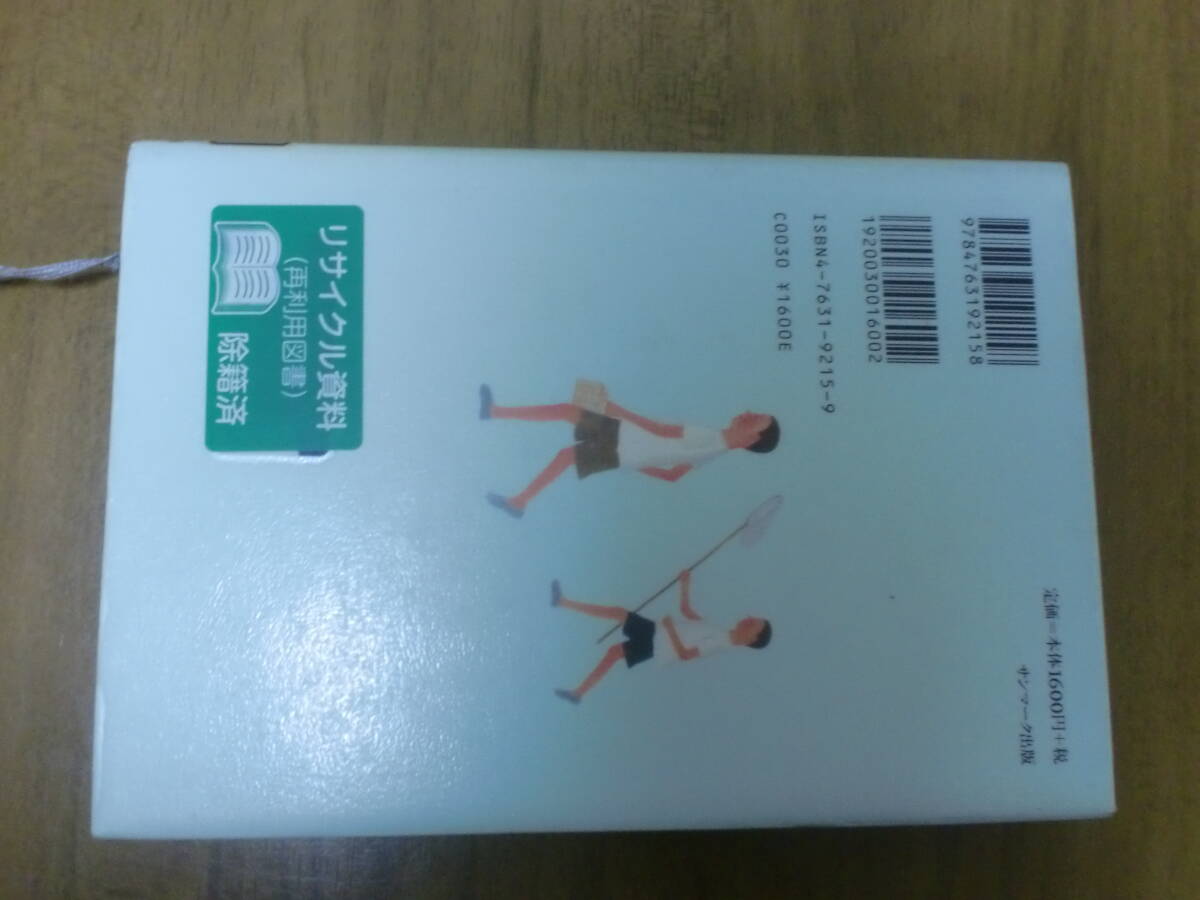 9784763192158
1920030016002
ISBN4-7631-9215-9
C0030 ¥1600E
定価＝本体1600円＋税
サンマーク出版
リサイクル資料
（再利用図書）
除籍済